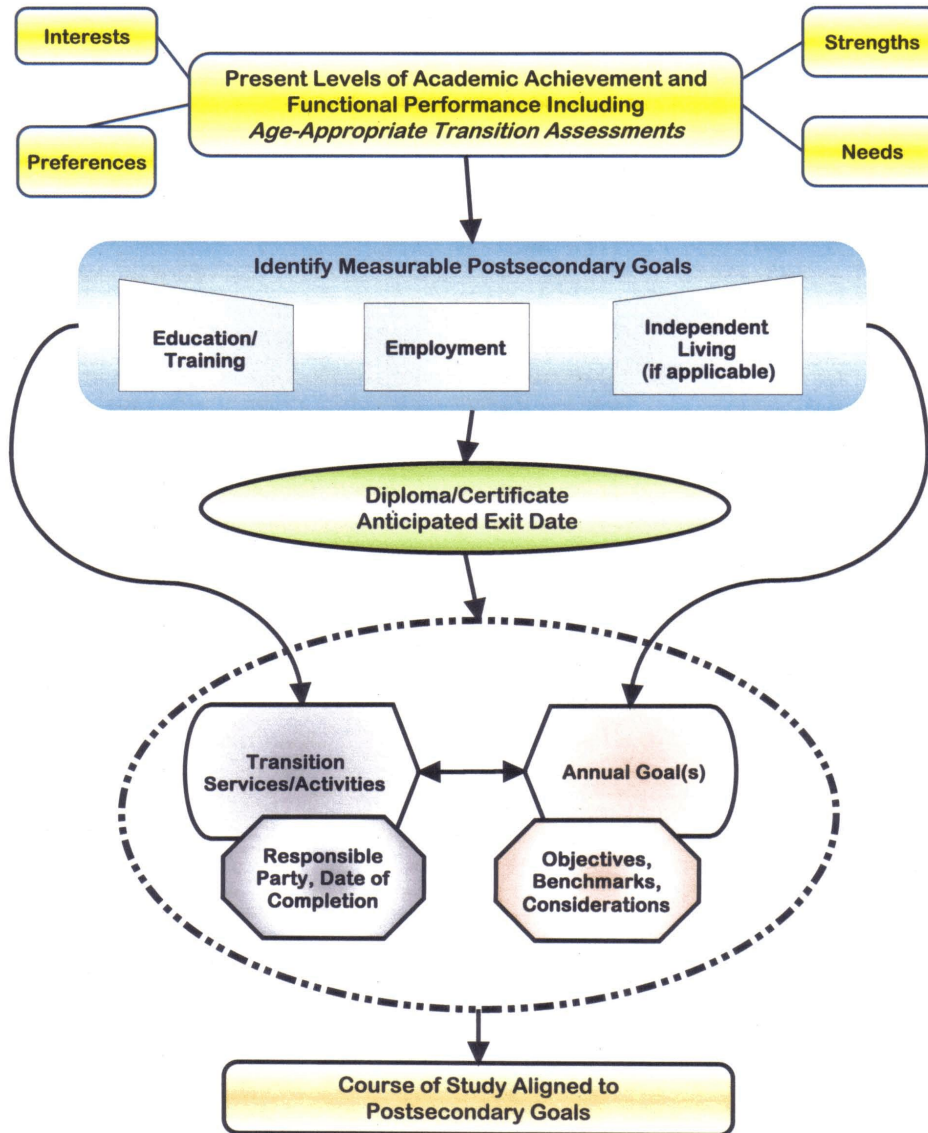 Interests
Strengths
Present Levels of Academic Achievement and
Functional Performance Including
Age-Appropriate Transition Assessments
Preferences
Needs
Identify Measurable Postsecondary Goals
Education/
Training
Employment
Independent
Living
(if applicable)
Diploma/Certificate
Anticipated Exit Date
Transition
Services/Activities
Annual Goal(s)
Responsible
Party, Date of
Completion
Objectives,
Benchmarks,
Considerations
Course of Study Aligned to
Postsecondary Goals